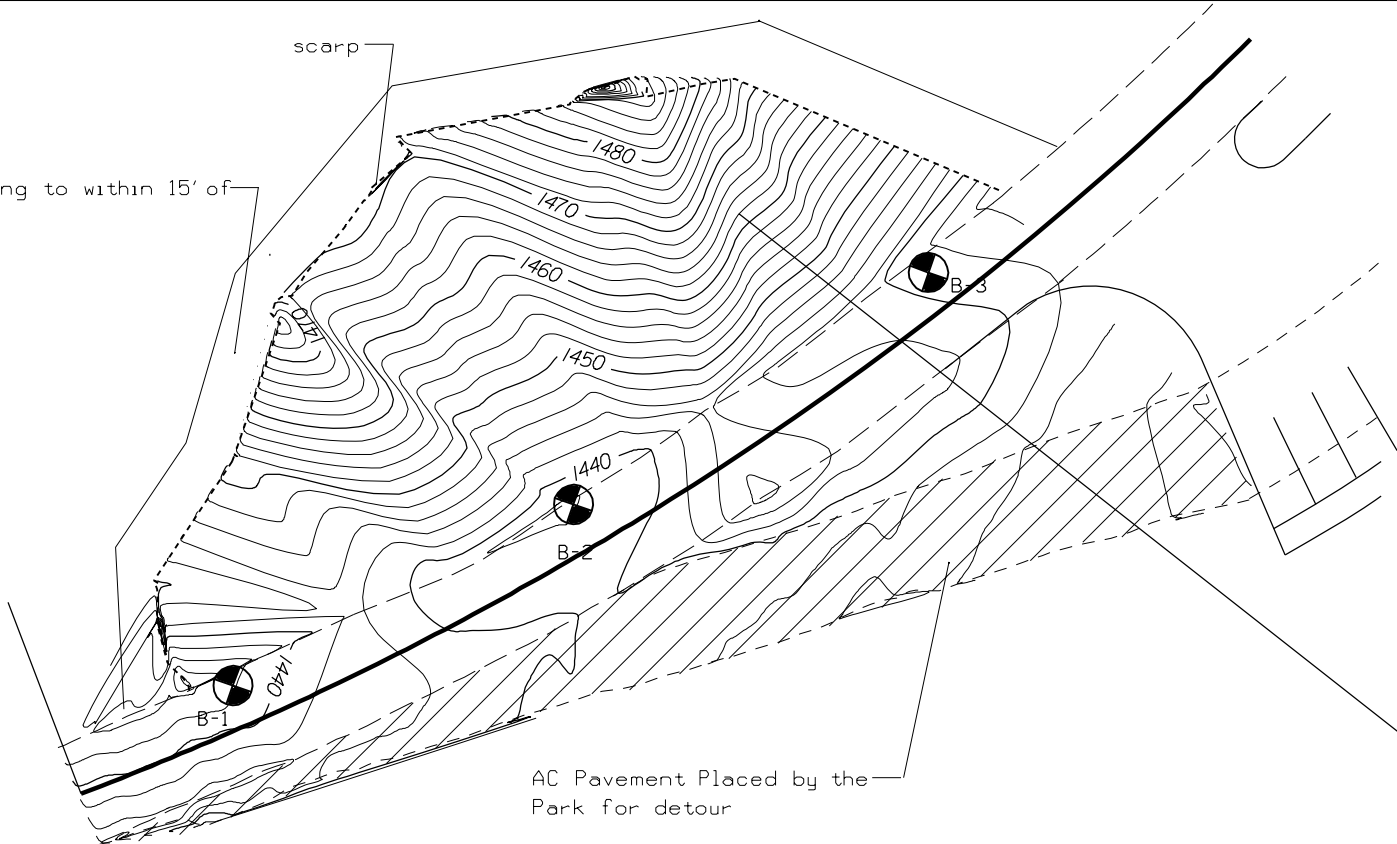 scarp
1480
ng to within 15' of
1470
1460
B-3
1470
1450
1440
B-2
1440
B-1
AC Pavement Placed by the
Park for detour